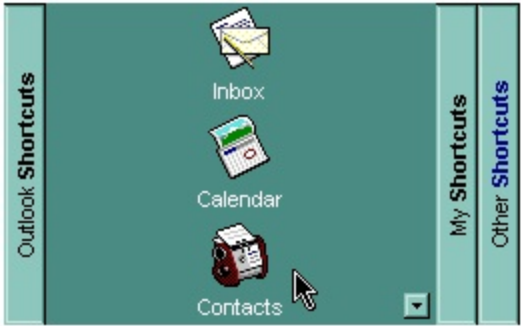 Outlook Shortcuts
Inbox
Calendar
Contacts
My Shortcuts
Other Shortcuts